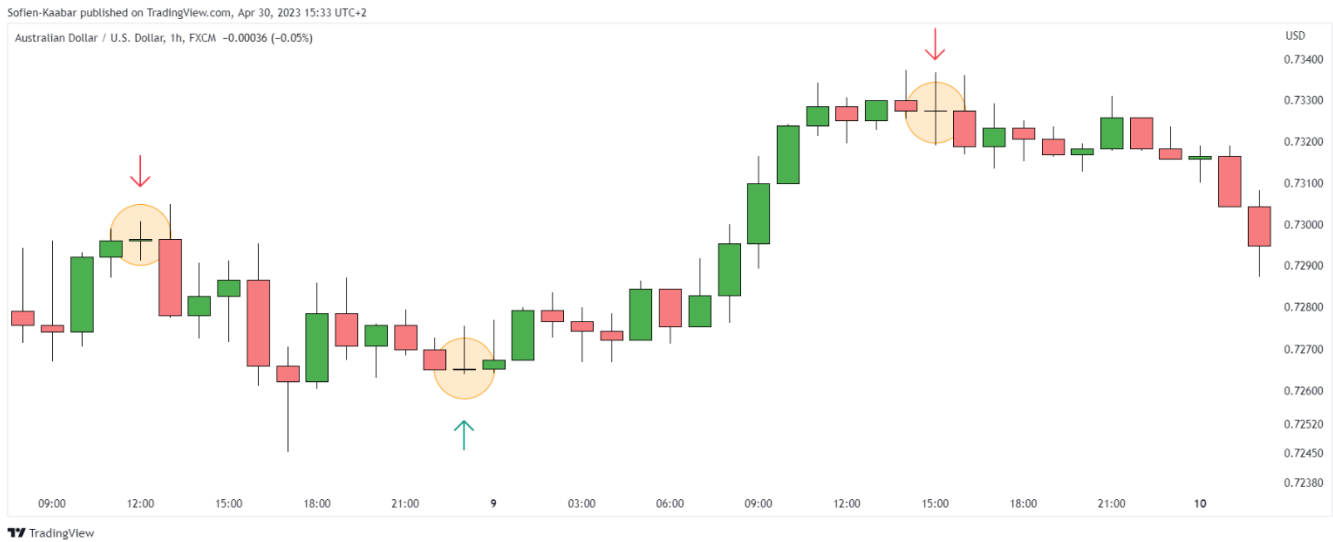 Sofien-Kaabar published on TradingView.com, Apr 30, 2023 15:33 UTC+2
Australian Dollar / U.S. Dollar, 1h, FXCM −0.00036 (−0.05%)
USD
0.73400
0.73300
0.73200
0.73100
0.73000
0.72900
0.72800
0.72700
0.72600
0.72520
0.72450
0.72380
09:00 12:00 15:00 18:00 21:00 9 03:00 06:00 09:00 12:00 15:00 18:00 21:00 10
TradingView